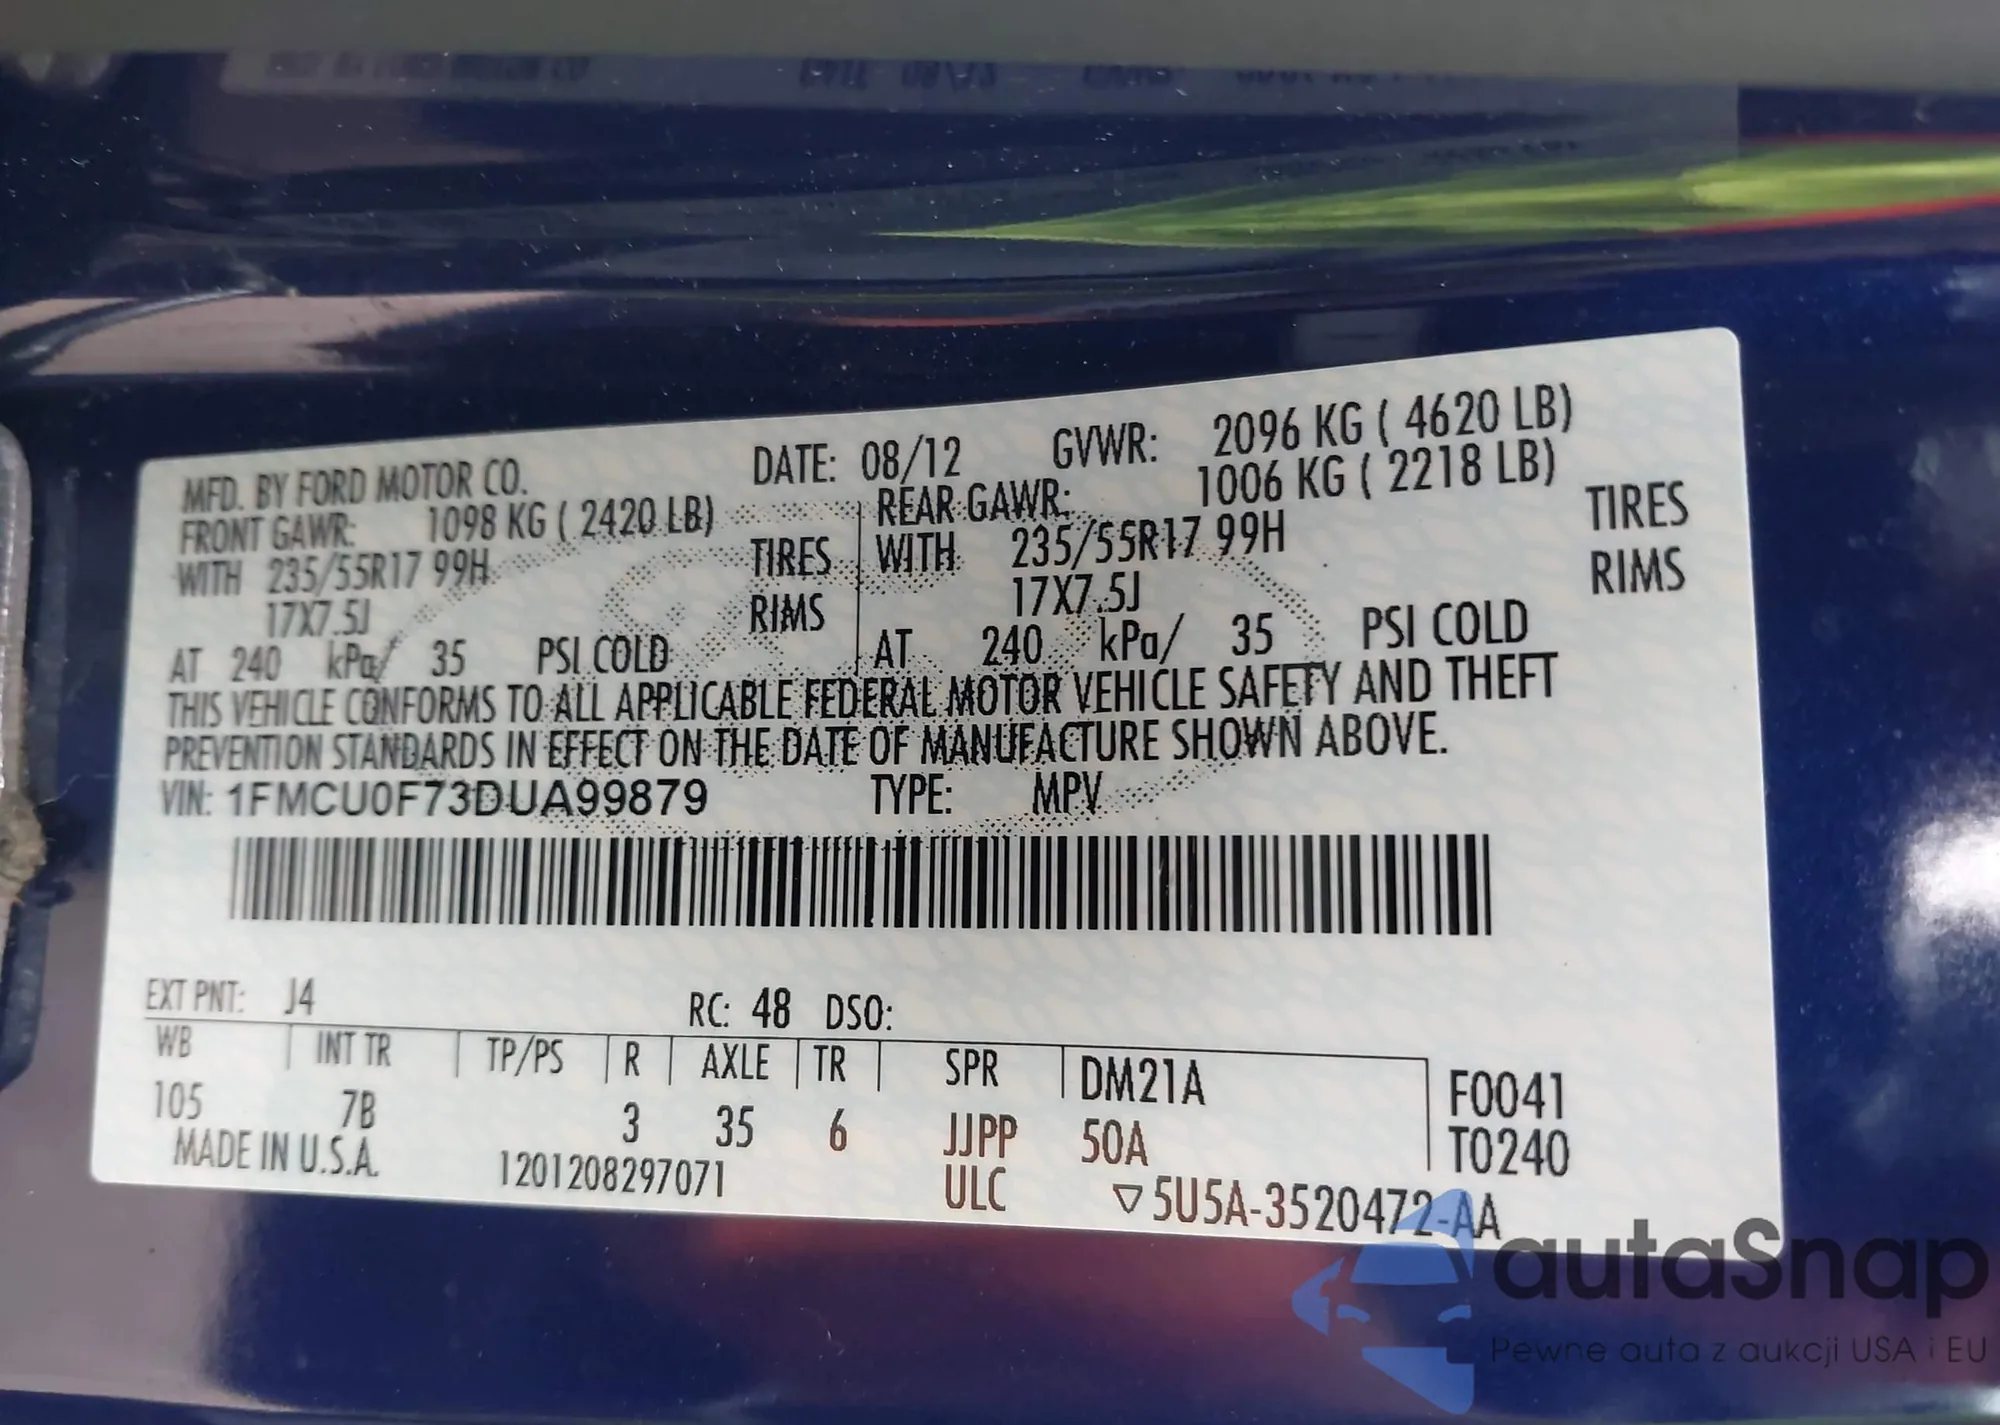 MFD. BY FORD MOTOR CO. DATE: 08/12 GVWR: 2096 KG ( 4620 LB)
FRONT GAWR: 1098 KG ( 2420 LB) REAR GAWR: 1006 KG ( 2218 LB)
WITH 235/55R17 99H TIRES WITH 235/55R17 99H TIRES
17X7.5J RIMS 17X7.5J RIMS
AT 240 kPa/ 35 PSI COLD AT 240 kPa/ 35 PSI COLD
THIS VEHICLE CONFORMS TO ALL APPLICABLE FEDERAL MOTOR VEHICLE SAFETY AND THEFT
PREVENTION STANDARDS IN EFFECT ON THE DATE OF MANUFACTURE SHOWN ABOVE.
VIN: 1FMCU0F73DUA99879 TYPE: MPV
EXT PNT: J4 RC: 48 DSO:
WB INT TR TP/PS R AXLE TR SPR DM21A F0041
105 7B 3 35 6 JJPP 50A T0240
MADE IN U.S.A. 1201208297071 ULC ▽5U5A-3520472-AA
autaSnap
Pewne auta z aukcji USA i EU